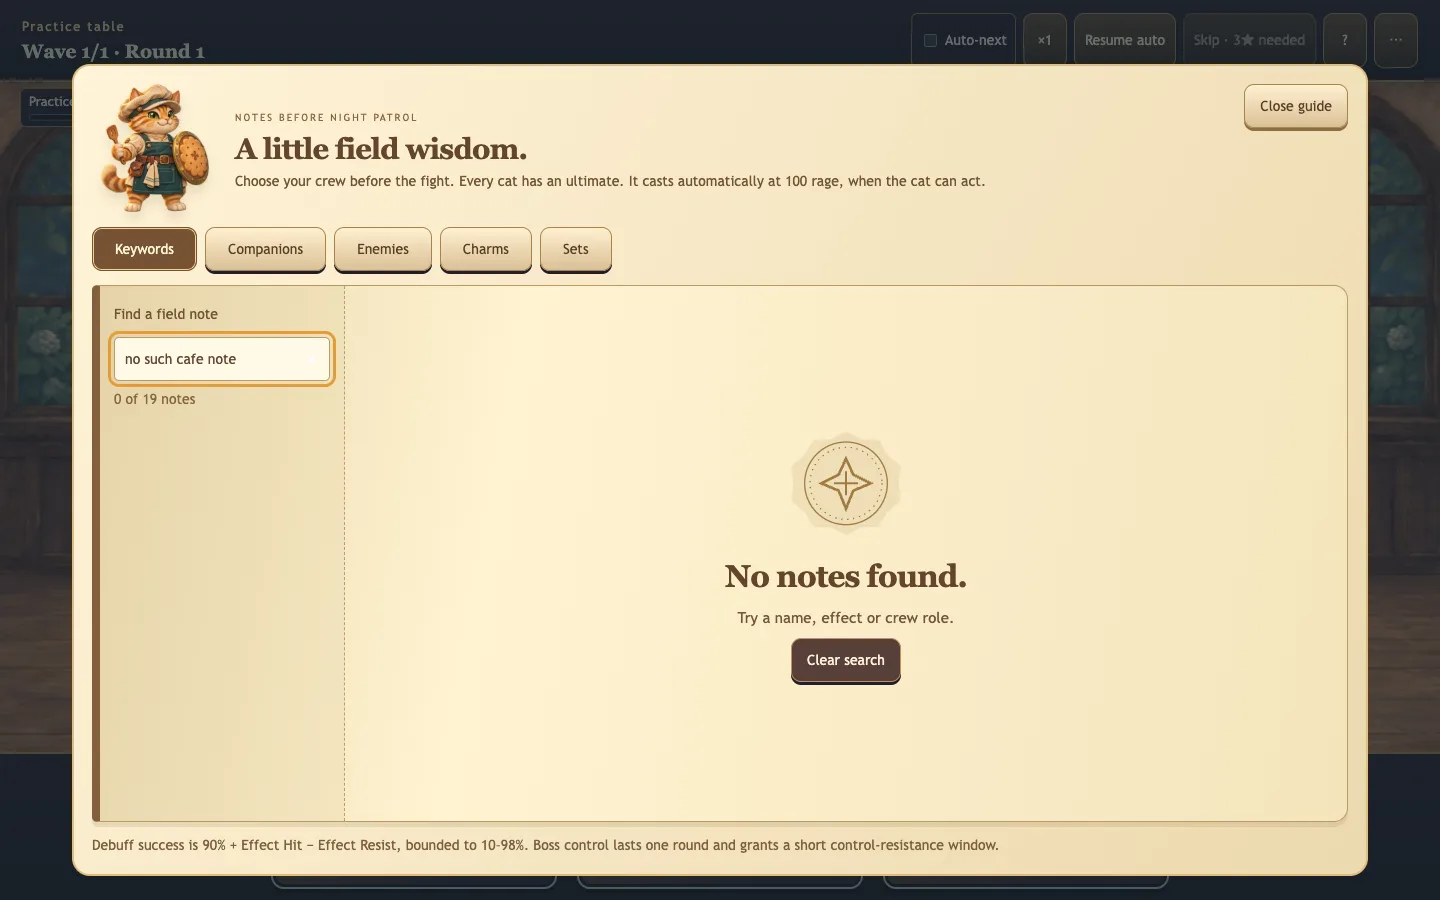 Practice table
Wave 1/1 · Round 1
Auto-next
×1
Resume auto
Skip · 3★ needed
?
...
Practice
NOTES BEFORE NIGHT PATROL
A little field wisdom.
Choose your crew before the fight. Every cat has an ultimate. It casts automatically at 100 rage, when the cat can act.
Close guide
Keywords
Companions
Enemies
Charms
Sets
Find a field note
no such cafe note
0 of 19 notes
No notes found.
Try a name, effect or crew role.
Clear search
Debuff success is 90% + Effect Hit − Effect Resist, bounded to 10-98%. Boss control lasts one round and grants a short control-resistance window.